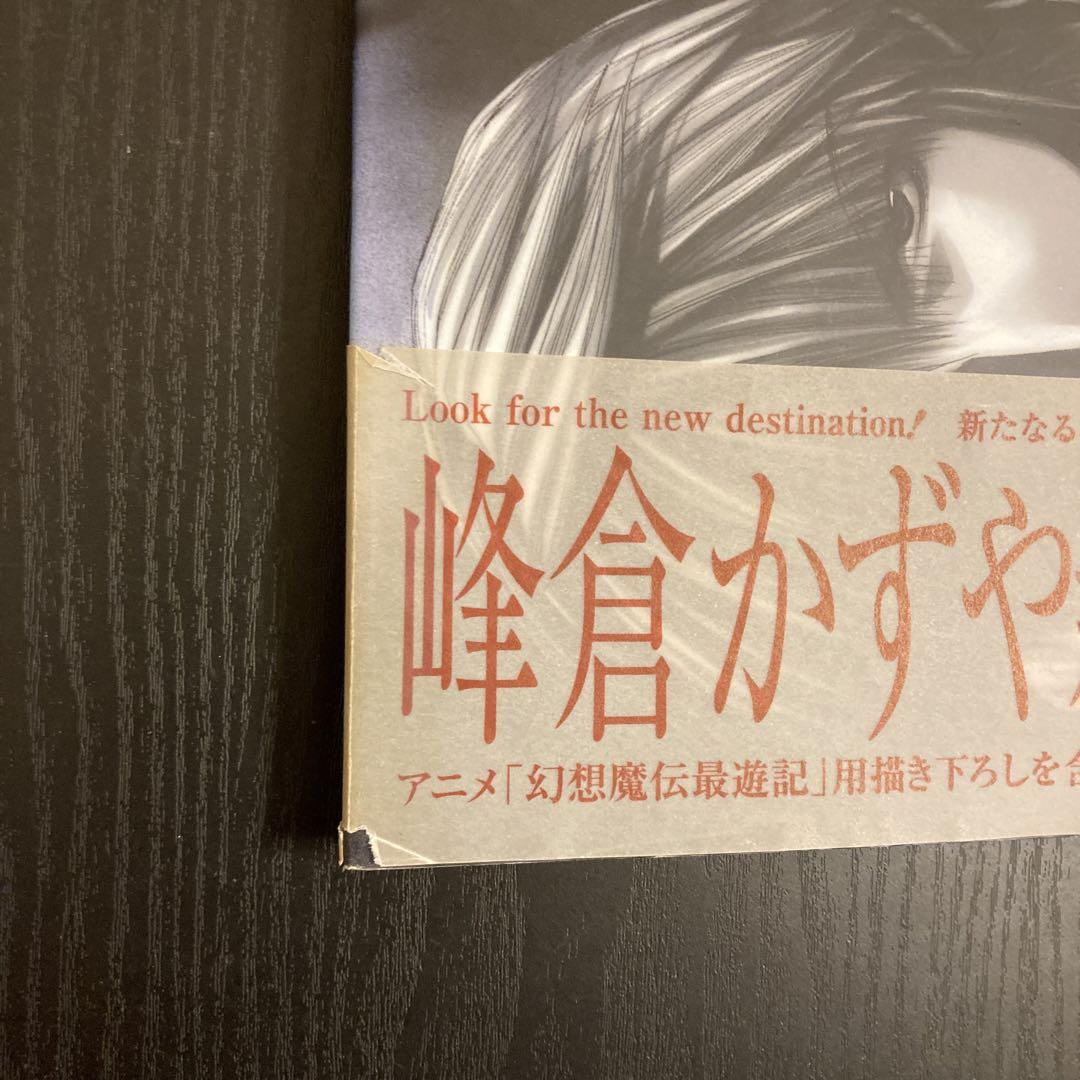 Look for the new destination! 新たなる
峰倉かずや
アニメ「幻想魔伝最遊記」用描き下ろしを